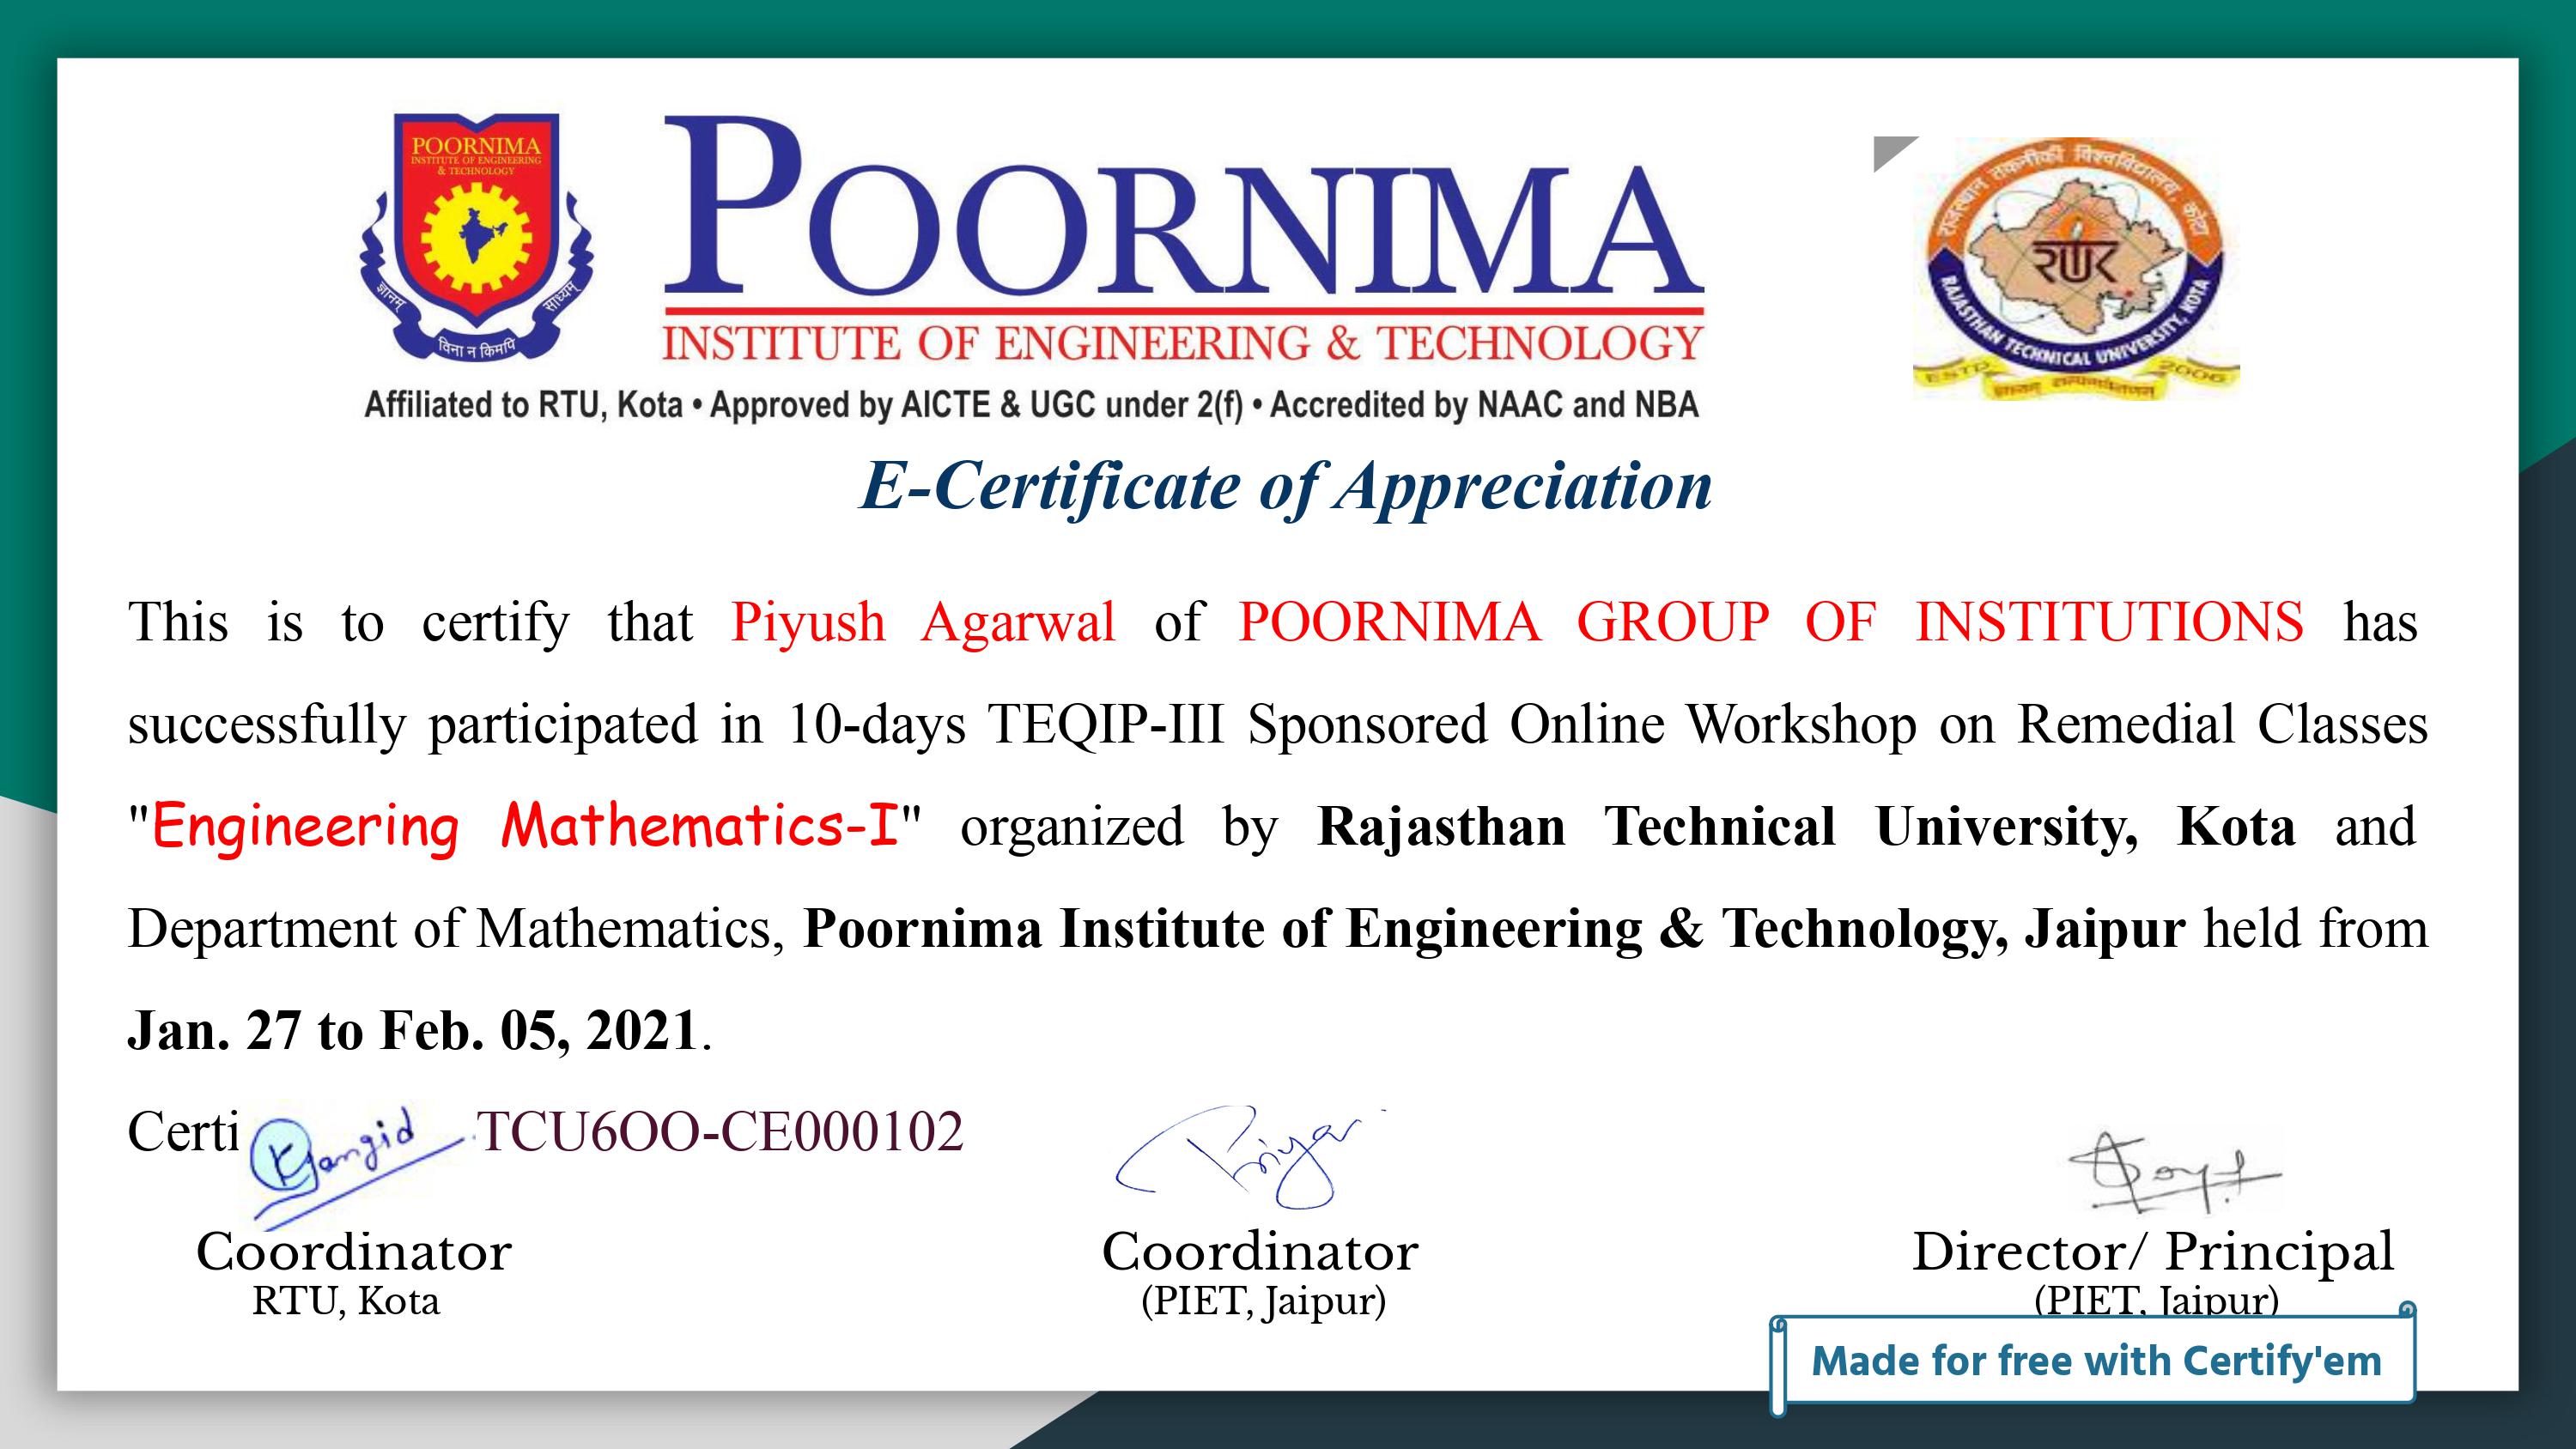 POORNIMA
INSTITUTE OF ENGINEERING
& TECHNOLOGY
ज्ञानम्
विना न किमपि
साध्यम्
POORNIMA
INSTITUTE OF ENGINEERING & TECHNOLOGY
Affiliated to RTU, Kota • Approved by AICTE & UGC under 2(f) • Accredited by NAAC and NBA
राजस्थान तकनीकी विश्वविद्यालय, कोटा
RAJASTHAN TECHNICAL UNIVERSITY, KOTA
ESTD 2006
E-Certificate of Appreciation
This is to certify that Piyush Agarwal of POORNIMA GROUP OF INSTITUTIONS has
successfully participated in 10-days TEQIP-III Sponsored Online Workshop on Remedial Classes
"Engineering Mathematics-I" organized by Rajasthan Technical University, Kota and
Department of Mathematics, Poornima Institute of Engineering & Technology, Jaipur held from
Jan. 27 to Feb. 05, 2021.
Certi TCU6OO-CE000102
Coordinator
RTU, Kota
Coordinator
(PIET, Jaipur)
Director/ Principal
(PIET, Jaipur)
Made for free with Certify'em